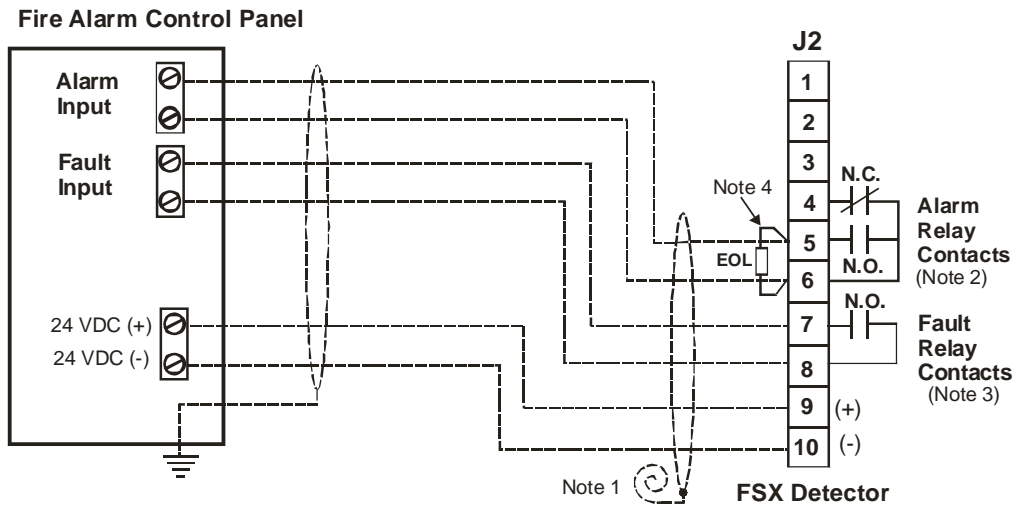 Fire Alarm Control Panel
J2
Alarm
Input
Fault
Input
24 VDC (+)
24 VDC (-)
1
2
3
4
5
6
7
8
9
10
Note 4
EOL
N.C.
N.O.
Alarm
Relay
Contacts
(Note 2)
N.O.
Fault
Relay
Contacts
(Note 3)
(+)
(-)
Note 1
FSX Detector